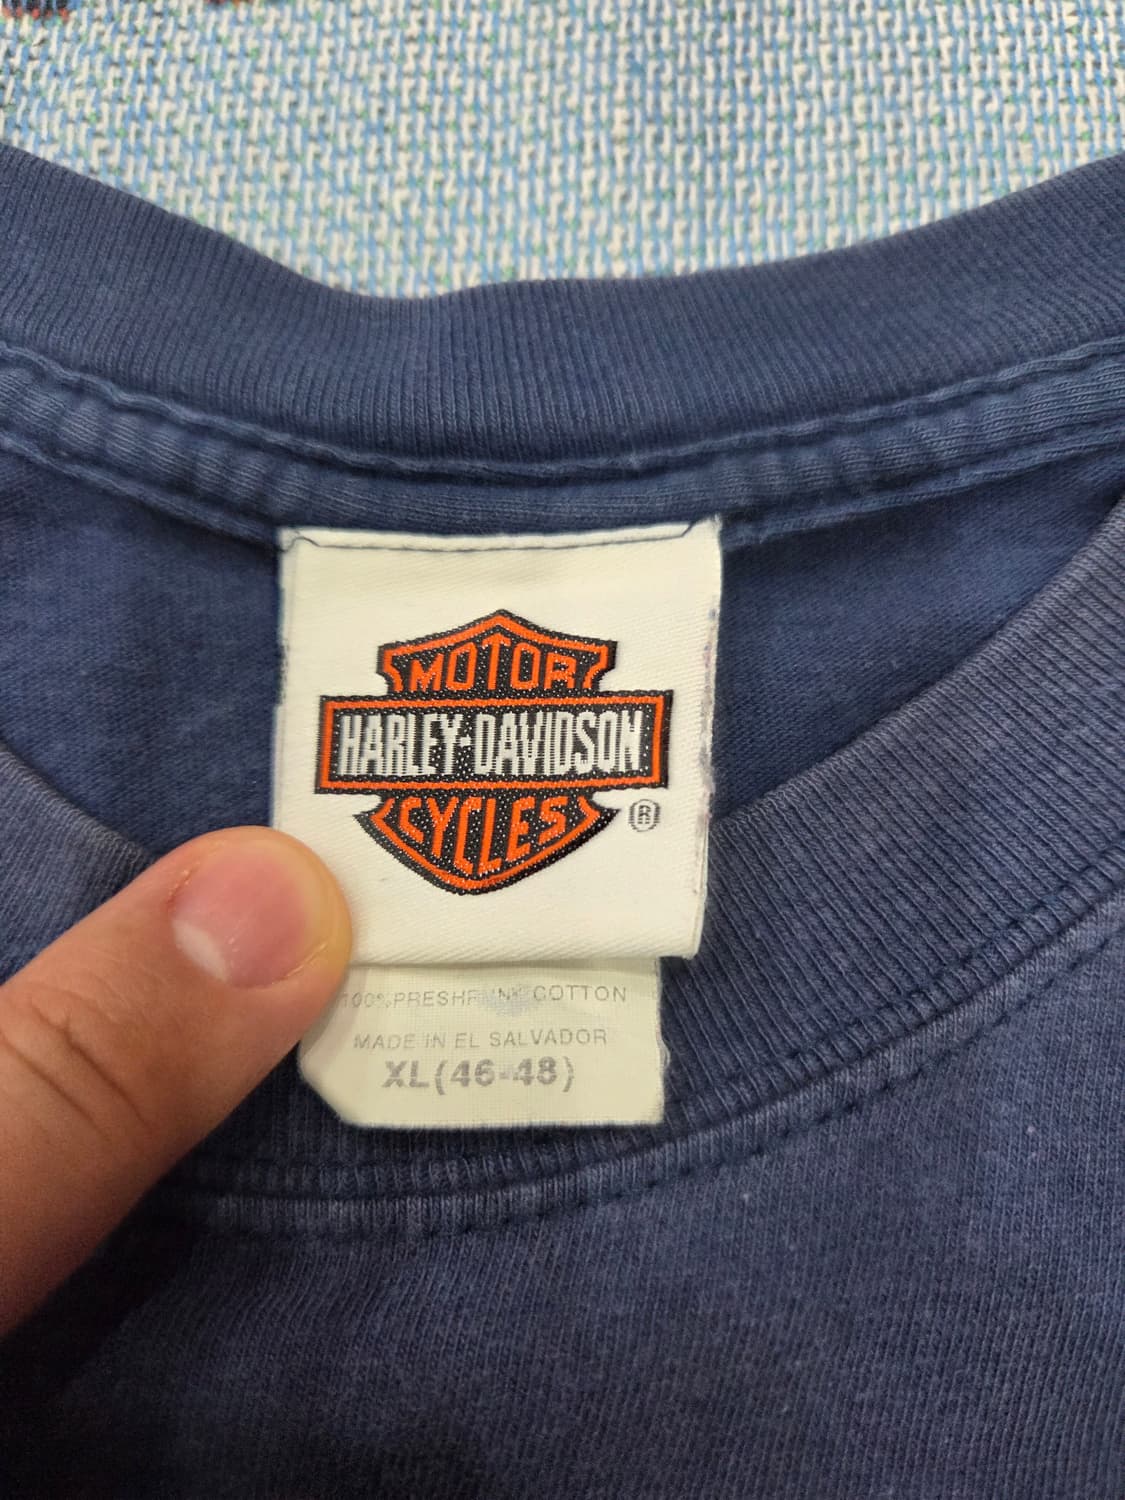 MOTOR
HARLEY-DAVIDSON
CYCLES
®
100% PRESHRUNK COTTON
MADE IN EL SALVADOR
XL(46-48)